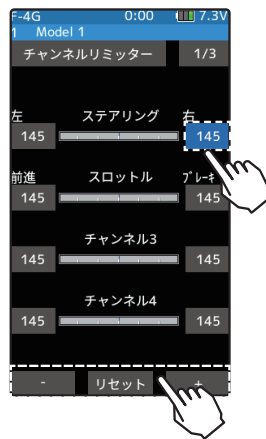 F-4G 0:00 7.3V
1 Model 1
チャンネルリミッター 1/3
左 ステアリング 右
145 145
前進 スロットル ブレーキ
145 145
チャンネル3
145 145
チャンネル4
145 145
- リセット +